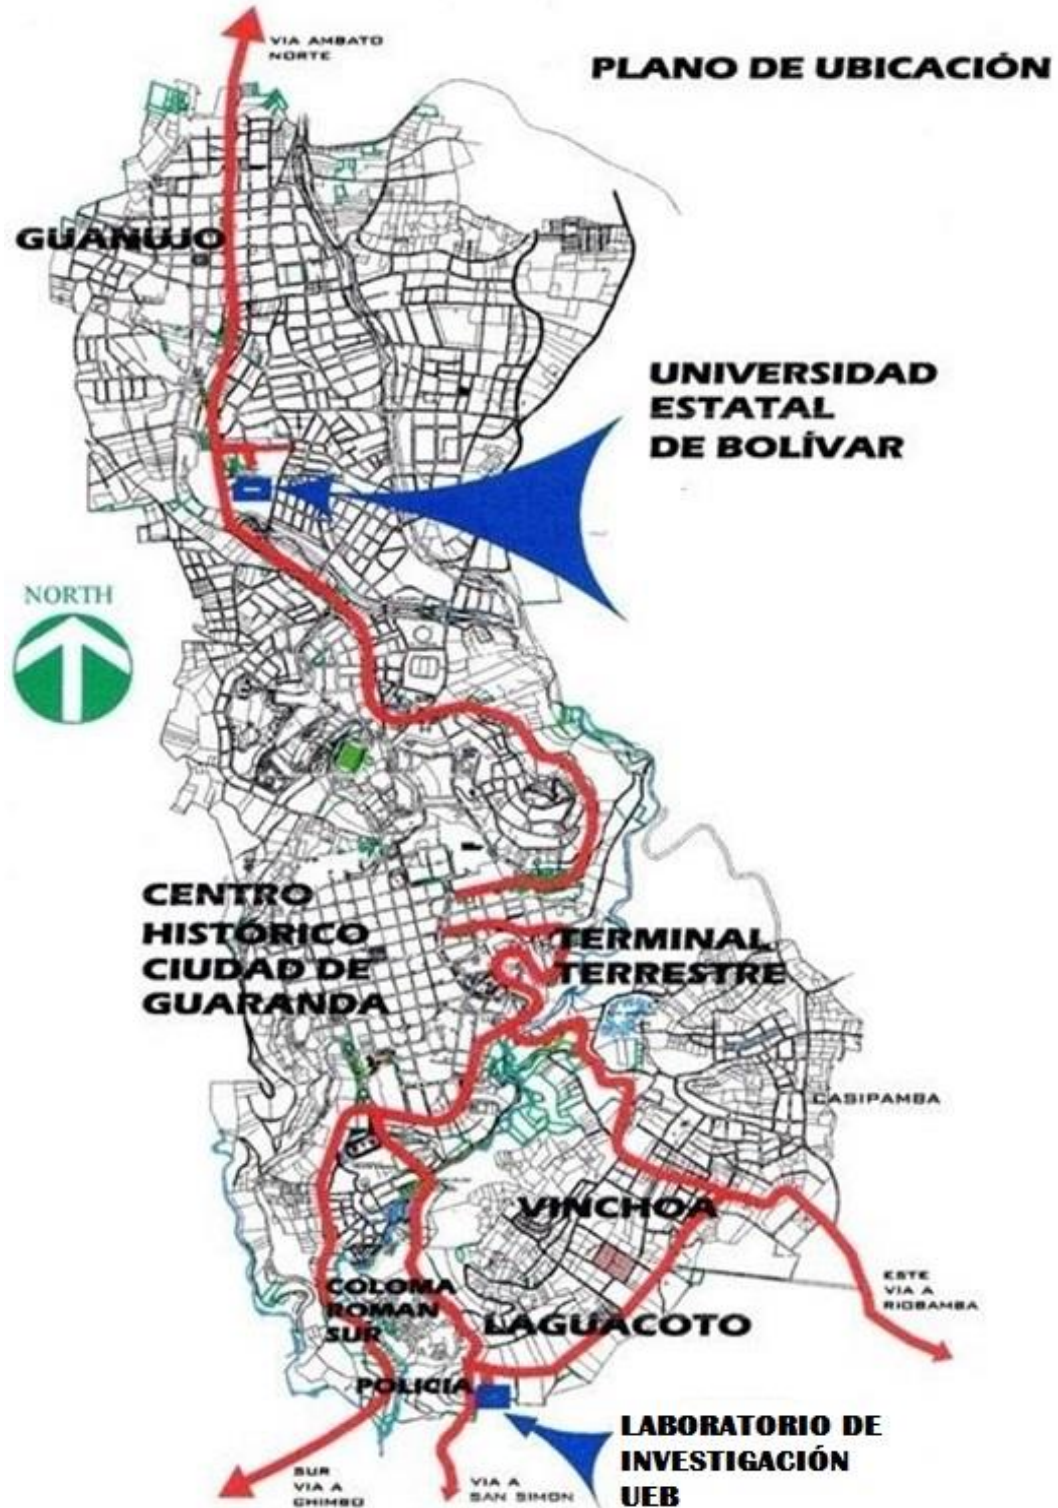 VIA AMBATO
NORTE
PLANO DE UBICACIÓN
GUANUJO
UNIVERSIDAD
ESTATAL
DE BOLÍVAR
NORTH
CENTRO
HISTÓRICO
CIUDAD DE
GUARANDA
TERMINAL
TERRESTRE
CASIPAMBA
VINCHOA
ESTE
VIA A
RIOBAMBA
COLOMA
ROMAN
SUR
LAGUACOTO
POLICIA
LABORATORIO DE
INVESTIGACIÓN
UEB
SUR
VIA A
CHIMBO
VIA A
SAN SIMON